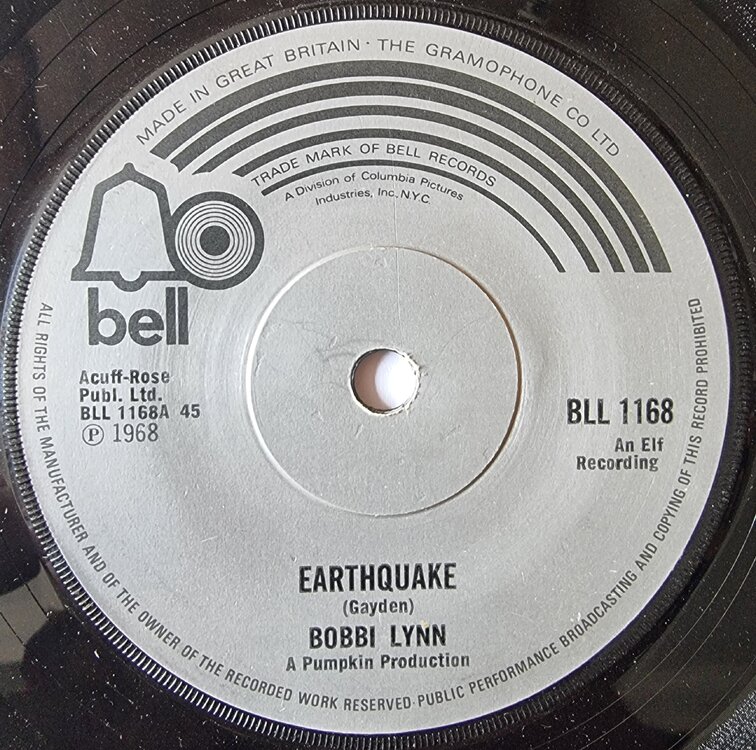 MADE IN GREAT BRITAIN · THE GRAMOPHONE CO LTD
TRADE MARK OF BELL RECORDS
A Division of Columbia Pictures
Industries, Inc, N.Y.C.
bell
Acuff-Rose
Publ. Ltd.
BLL 1168A 45
Ⓟ 1968
BLL 1168
An Elf
Recording
EARTHQUAKE
(Gayden)
BOBBI LYNN
A Pumpkin Production
ALL RIGHTS OF THE MANUFACTURER AND OF THE OWNER OF THE RECORDED WORK RESERVED·PUBLIC PERFORMANCE BROADCASTING AND COPYING OF THIS RECORD PROHIBITED